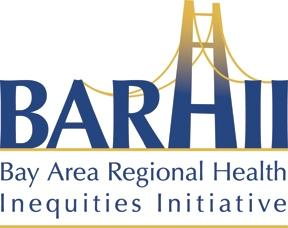 BARHII
Bay Area Regional Health
Inequities Initiative